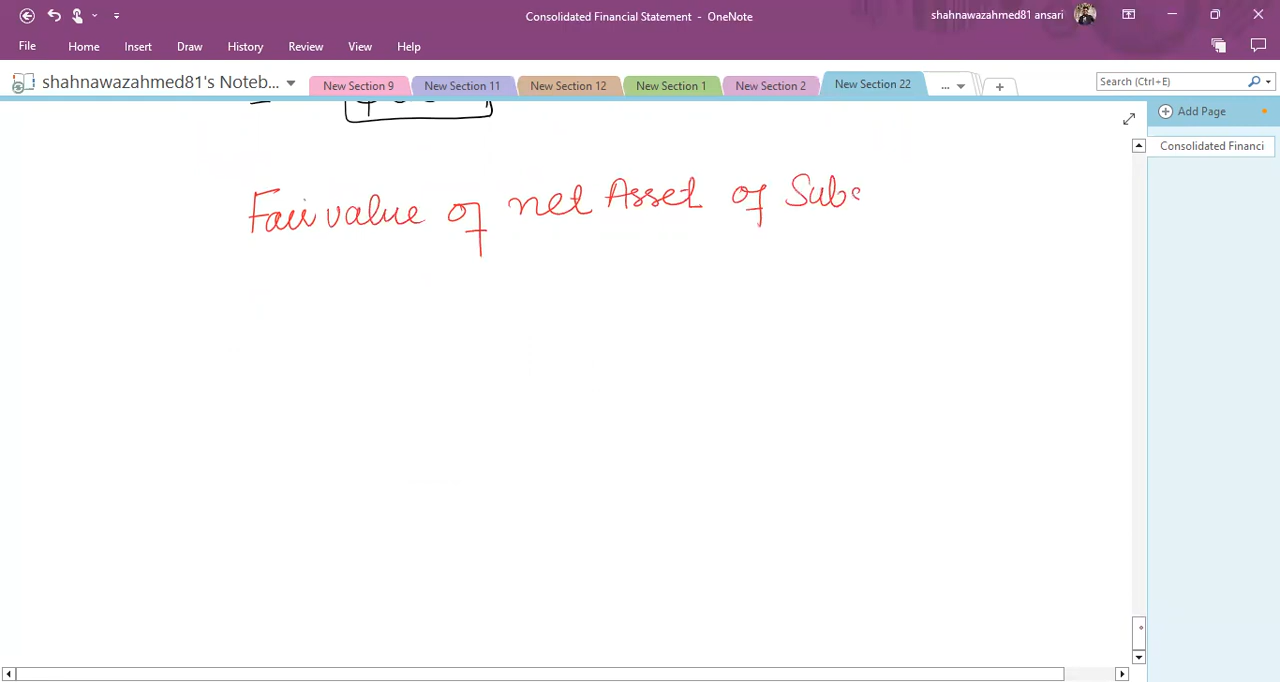 Consolidated Financial Statement - OneNote
shahnawazahmed81 ansari
File Home Insert Draw History Review View Help
shahnawazahmed81's Noteb... New Section 9 New Section 11 New Section 12 New Section 1 New Section 2 New Section 22 ... + Search (Ctrl+E)
Add Page
Consolidated Financi
Fair value of net Asset of Subs